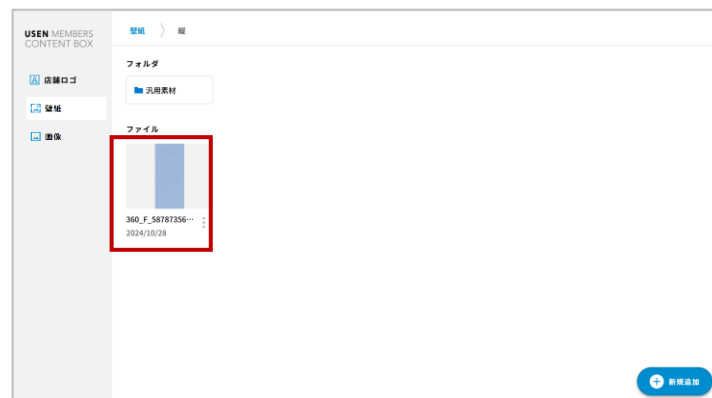 USEN MEMBERS
CONTENT BOX
店舗ロゴ
壁紙
画像
壁紙 〉 縦
フォルダ
汎用素材
ファイル
360_F_58787356…
2024/10/28
新規追加